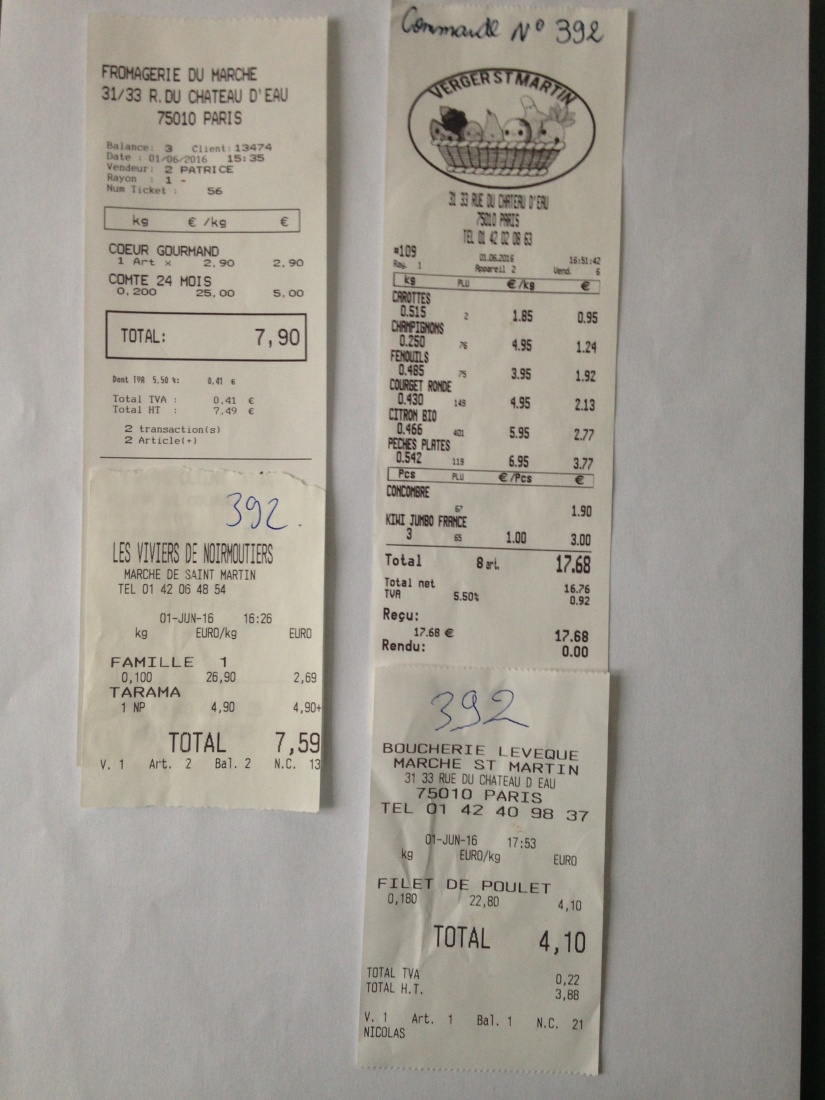 FROMAGERIE DU MARCHE
31/33 R.DU CHATEAU D'EAU
75010 PARIS
Balance: 3 Client: 13474
Date : 01/06/2016 15:35
Vendeur: 2 PATRICE
Rayon : 1 -
Num Ticket : 56
kg € /kg €
COEUR GOURMAND
1 Art × 2,90 2,90
COMTE 24 MOIS
0,200 25,00 5,00
TOTAL: 7,90
Dont TVA 5,50 %: 0,41 €
Total TVA : 0,41 €
Total HT : 7,49 €
2 transaction(s)
2 Article(+)
392.
LES VIVIERS DE NOIRMOUTIERS
MARCHE DE SAINT MARTIN
TEL 01 42 06 48 54
01-JUN-16 16:26
kg EURO/kg EURO
FAMILLE 1
0,100 26,90 2,69
TARAMA
1 NP 4,90 4,90+
TOTAL 7,59
V. 1 Art. 2 Bal. 2 N.C. 13
Commande N° 392
VERGER ST MARTIN
31 33 RUE DU CHATEAU D'EAU
75010 PARIS
TEL 01 42 02 08 63
¤109 01.06.2016 16:51:42
Ray. 1 Appareil 2 Vend. 6
kg PLU €/kg €
CAROTTES
0.515 2 1.85 0.95
CHAMPIGNONS
0.250 76 4.95 1.24
FENOUILS
0.485 75 3.95 1.92
COURGET RONDE
0.430 149 4.95 2.13
CITRON BIO
0.466 401 5.95 2.77
PECHES PLATES
0.542 119 6.95 3.77
Pcs PLU €/Pcs €
CONCOMBRE
67 1.90
KIWI JUMBO FRANCE
3 65 1.00 3.00
Total 8 art. 17.68
Total net 16.76
TVA 5.50% 0.92
Reçu:
17.68 € 17.68
Rendu: 0.00
392
BOUCHERIE LEVEQUE
MARCHE ST MARTIN
31 33 RUE DU CHATEAU D EAU
75010 PARIS
TEL 01 42 40 98 37
01-JUN-16 17:53
kg EURO/kg EURO
FILET DE POULET
0,180 22,80 4,10
TOTAL 4,10
TOTAL TVA 0,22
TOTAL H.T. 3,88
V. 1 Art. 1 Bal. 1 N.C. 21
NICOLAS